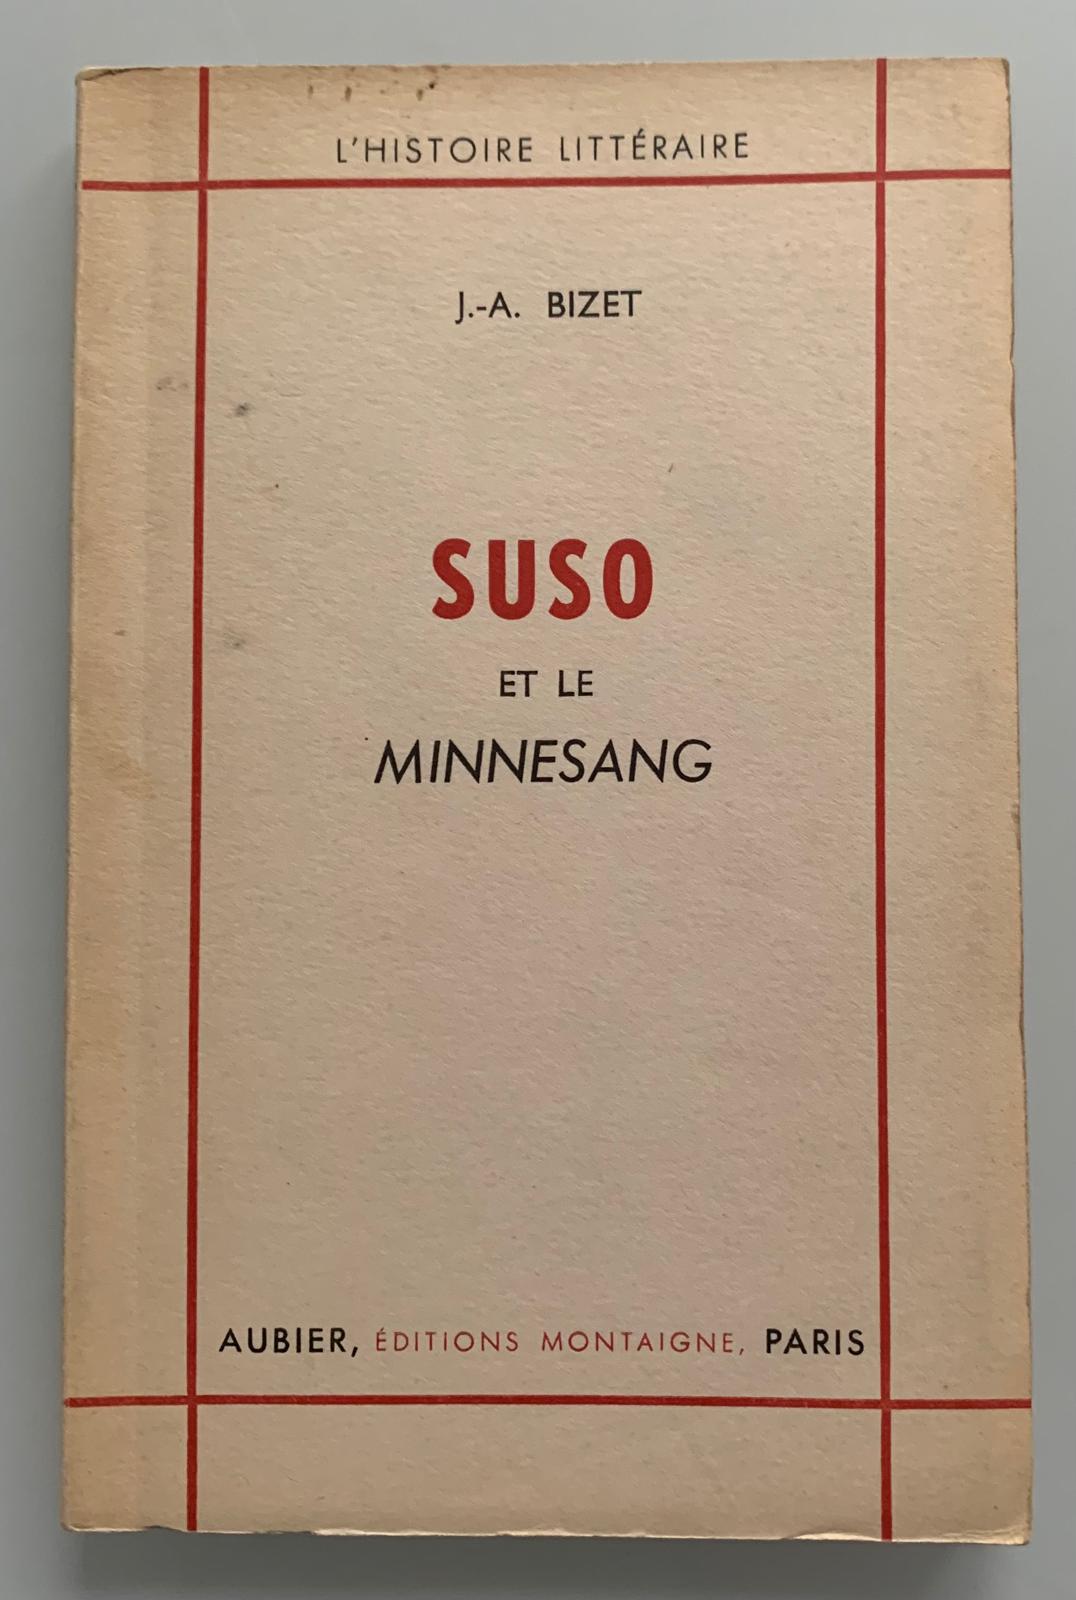 L'HISTOIRE LITTÉRAIRE
J.-A. BIZET
SUSO
ET LE
MINNESANG
AUBIER, ÉDITIONS MONTAIGNE, PARIS